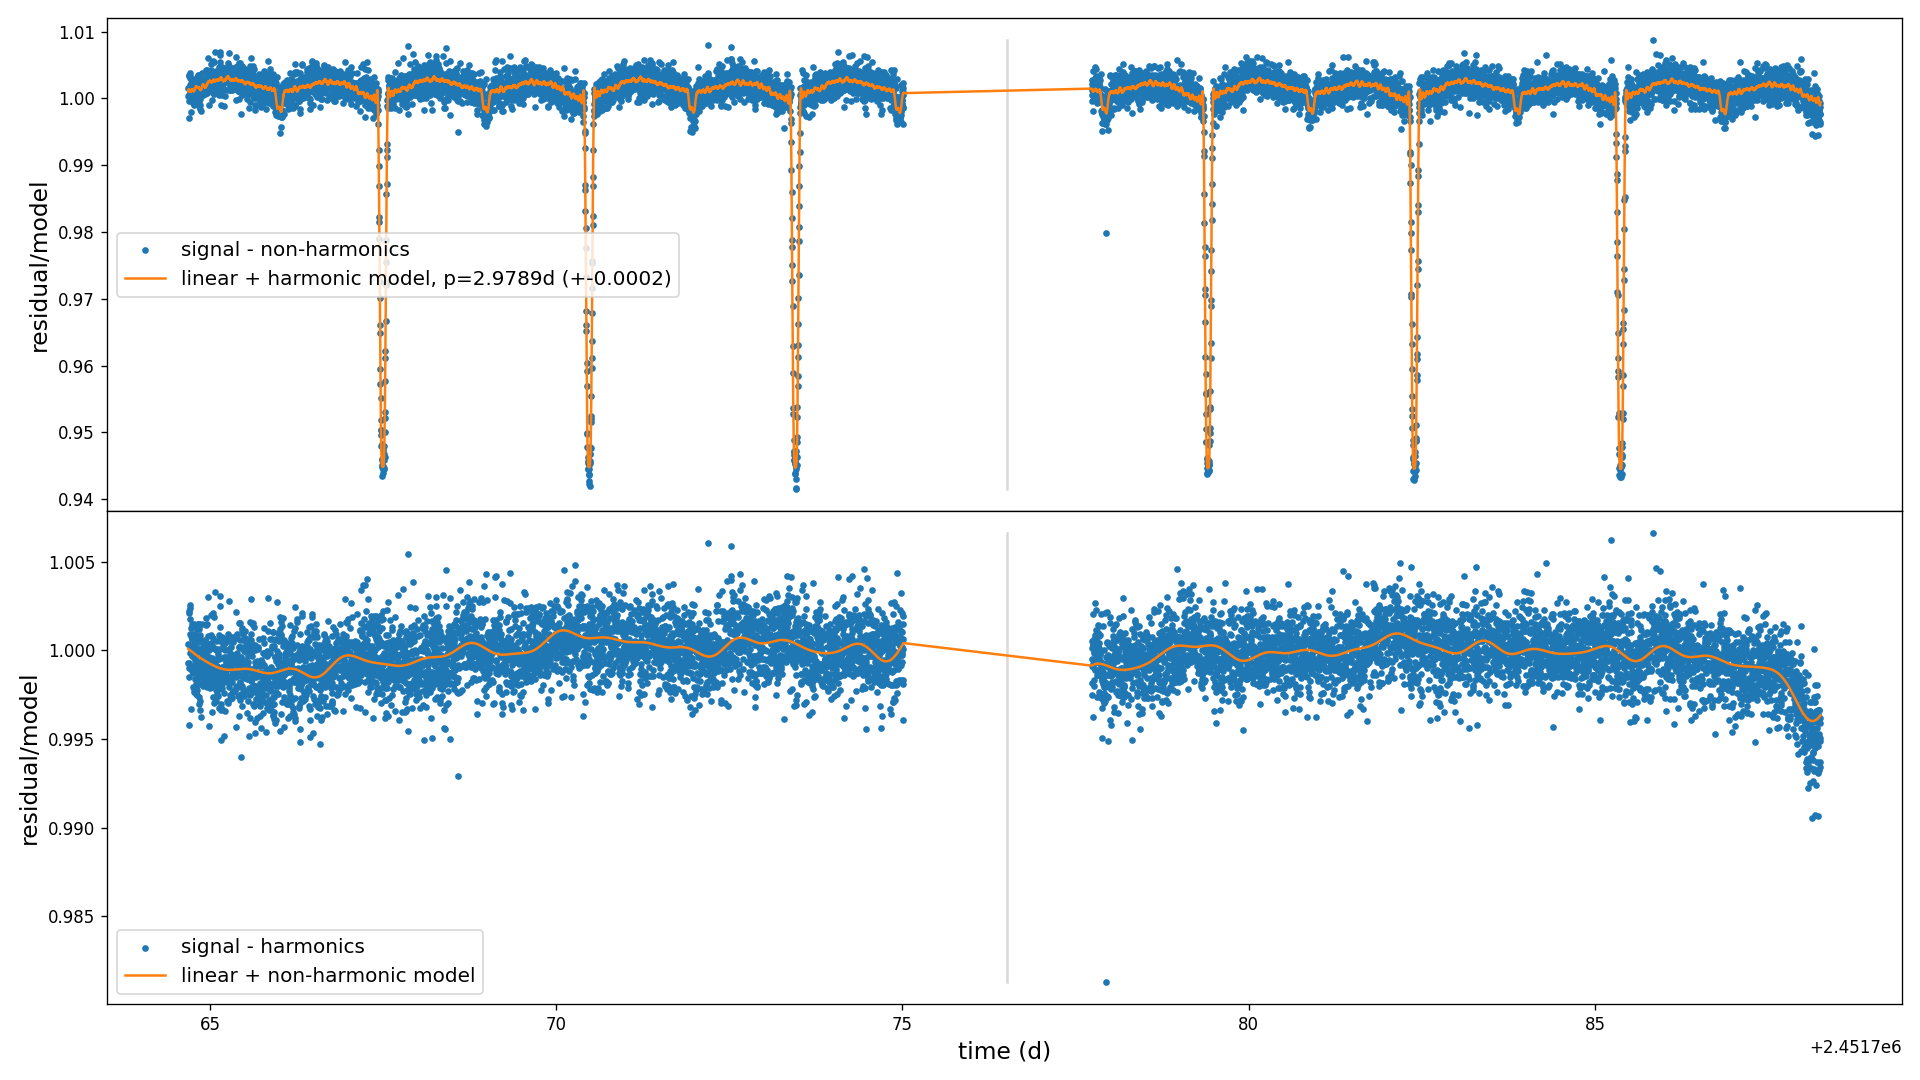 1.01
1.00
0.99
0.98
0.97
0.96
0.95
0.94
residual/model
signal - non-harmonics
linear + harmonic model, p=2.9789d (+-0.0002)
1.005
1.000
0.995
0.990
0.985
residual/model
signal - harmonics
linear + non-harmonic model
65
70
75
80
85
time (d)
+2.4517e6